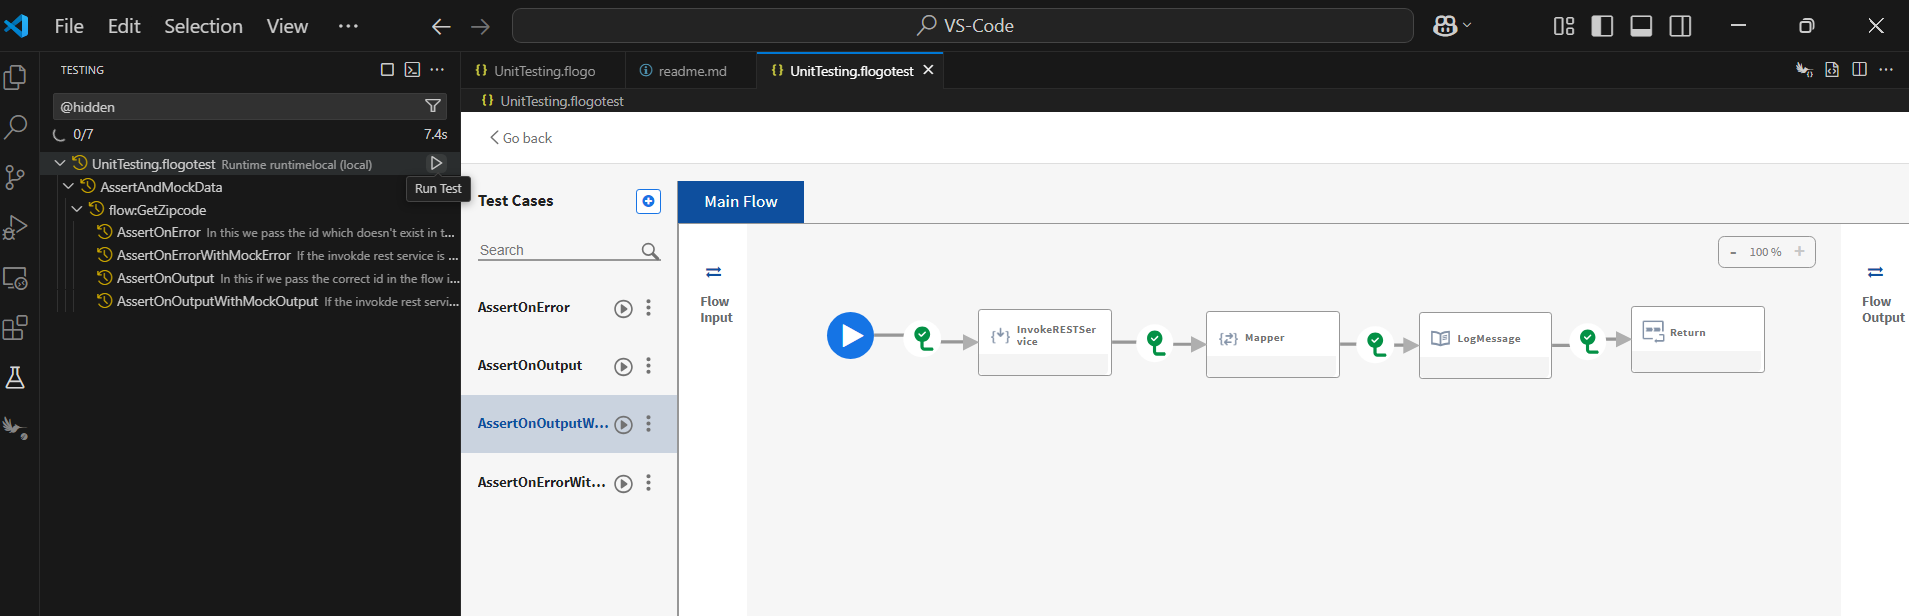 File Edit Selection View ···
VS-Code
TESTING
@hidden
0/7 7.4s
UnitTesting.flogotest Runtime runtimelocal (local)
Run Test
AssertAndMockData
flow:GetZipcode
AssertOnError In this we pass the id which doesn't exist in t...
AssertOnErrorWithMockError If the invokde rest service is ...
AssertOnOutput In this if we pass the correct id in the flow i...
AssertOnOutputWithMockOutput If the invokde rest servi...
{} UnitTesting.flogo
readme.md
{} UnitTesting.flogotest
{} UnitTesting.flogotest
Go back
Test Cases
Search
AssertOnError
AssertOnOutput
AssertOnOutputW...
AssertOnErrorWit...
Main Flow
Flow
Input
InvokeRESTSer
vice
Mapper
LogMessage
Return
- 100 % +
Flow
Output